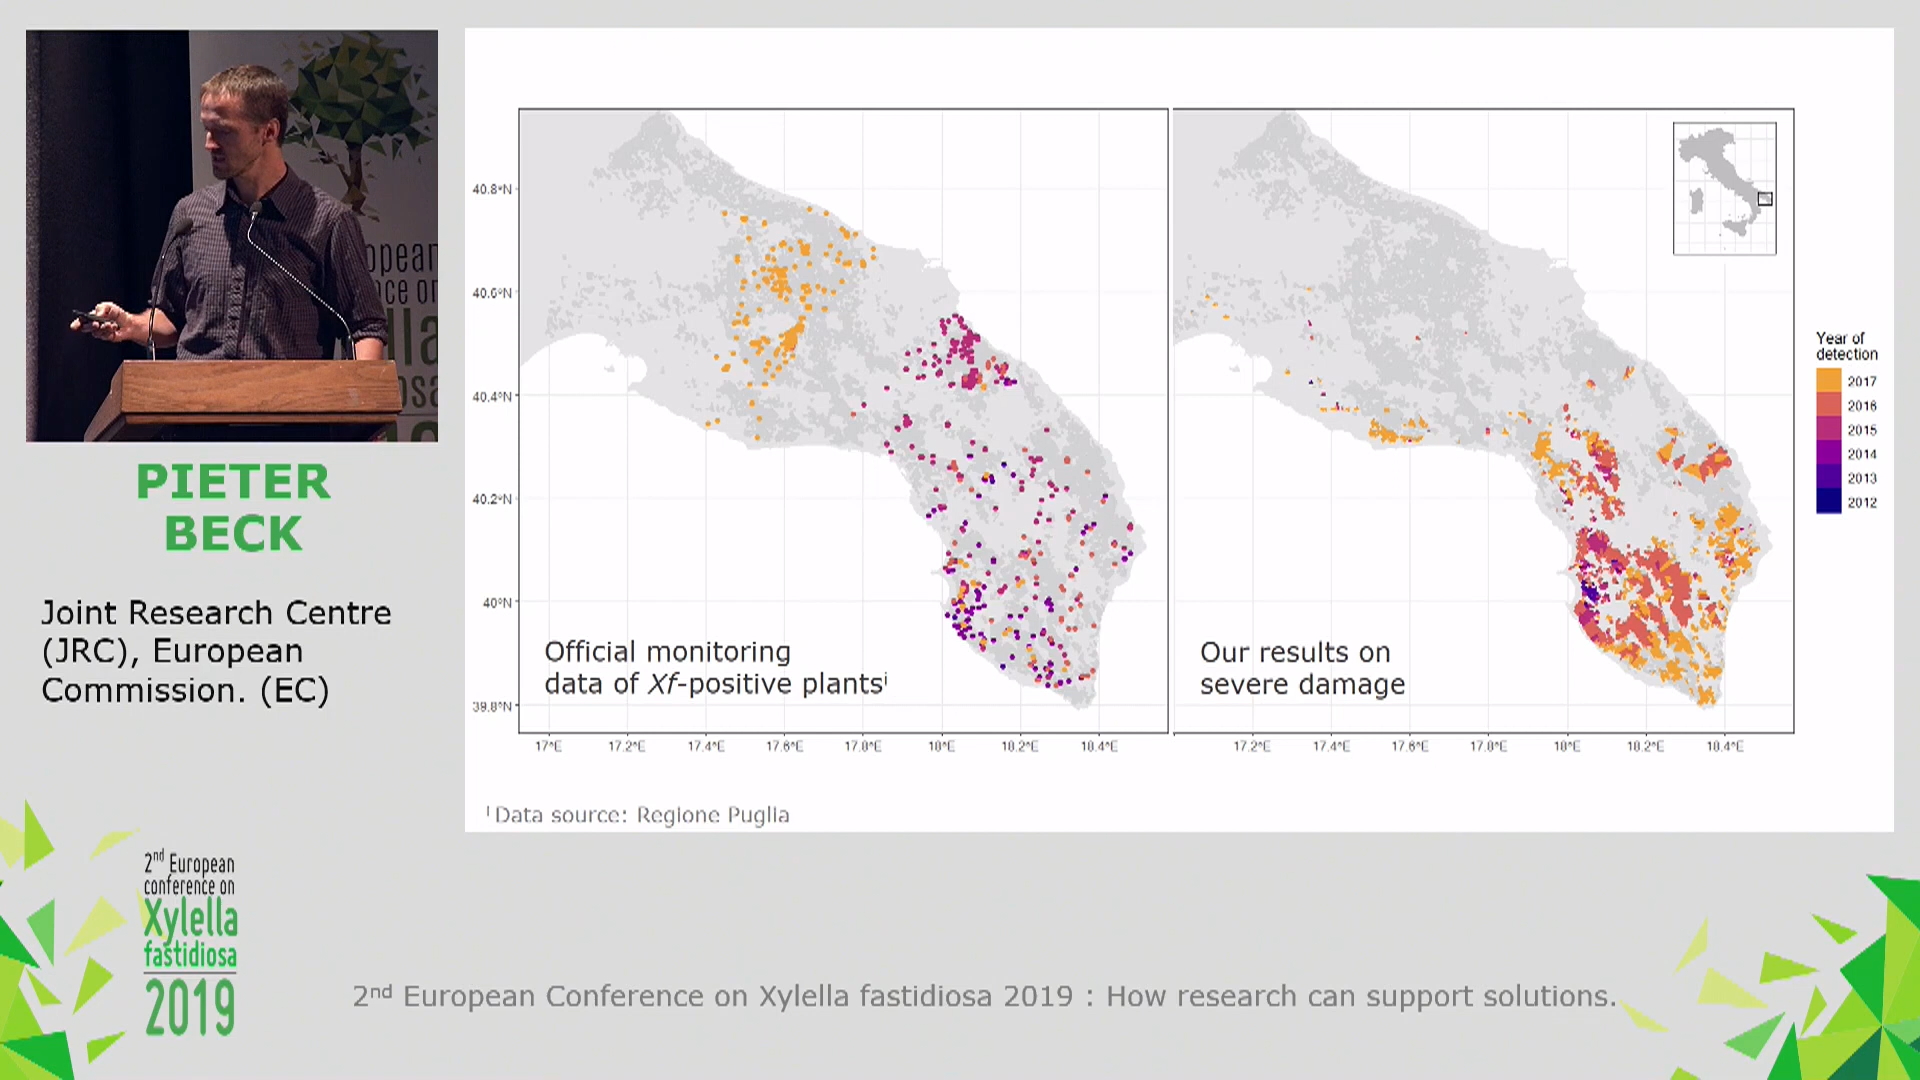 PIETER
BECK
Joint Research Centre
(JRC), European
Commission. (EC)
2nd European
conference on
Xylella
fastidiosa
2019
40.8°N
40.6°N
40.4°N
40.2°N
40°N
39.8°N
Official monitoring
data of Xf-positive plantsⁱ
17°E 17.2°E 17.4°E 17.6°E 17.8°E 18°E 18.2°E 18.4°E
Our results on
severe damage
17.2°E 17.4°E 17.6°E 17.8°E 18°E 18.2°E 18.4°E
Year of
detection
2017
2016
2015
2014
2013
2012
ⁱ Data source: Regione Puglia
2nd European Conference on Xylella fastidiosa 2019 : How research can support solutions.